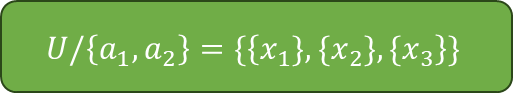 U/{a₁, a₂} = {{x₁}, {x₂}, {x₃}}